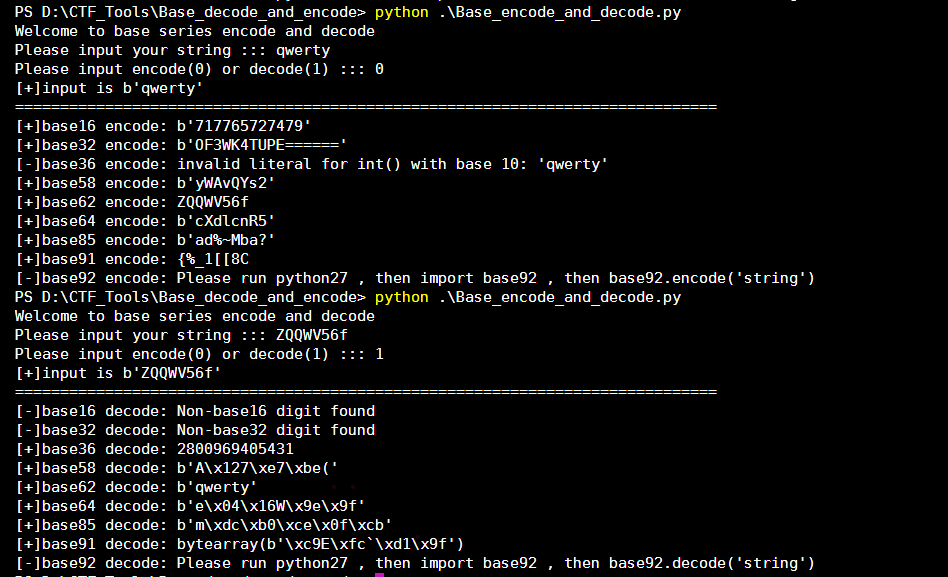 PS D:\CTF_Tools\Base_decode_and_encode> python .\Base_encode_and_decode.py
Welcome to base series encode and decode
Please input your string ::: qwerty
Please input encode(0) or decode(1) ::: 0
[+]input is b'qwerty'
==============================================================================
[+]base16 encode: b'717765727479'
[+]base32 encode: b'OF3WK4TUPE======'
[-]base36 encode: invalid literal for int() with base 10: 'qwerty'
[+]base58 encode: b'yWAvQYs2'
[+]base62 encode: ZQQWV56f
[+]base64 encode: b'cXdlcnR5'
[+]base85 encode: b'ad%~Mba?'
[+]base91 encode: {%_1[[8C
[-]base92 encode: Please run python27 , then import base92 , then base92.encode('string')
PS D:\CTF_Tools\Base_decode_and_encode> python .\Base_encode_and_decode.py
Welcome to base series encode and decode
Please input your string ::: ZQQWV56f
Please input encode(0) or decode(1) ::: 1
[+]input is b'ZQQWV56f'
==============================================================================
[-]base16 decode: Non-base16 digit found
[-]base32 decode: Non-base32 digit found
[+]base36 decode: 2800969405431
[+]base58 decode: b'A\x127\xe7\xbe('
[+]base62 decode: b'qwerty'
[+]base64 decode: b'e\x04\x16W\x9e\x9f'
[+]base85 decode: b'm\xdc\xb0\xce\x0f\xcb'
[+]base91 decode: bytearray(b'\xc9E\xfc`\xd1\x9f')
[-]base92 decode: Please run python27 , then import base92 , then base92.decode('string')